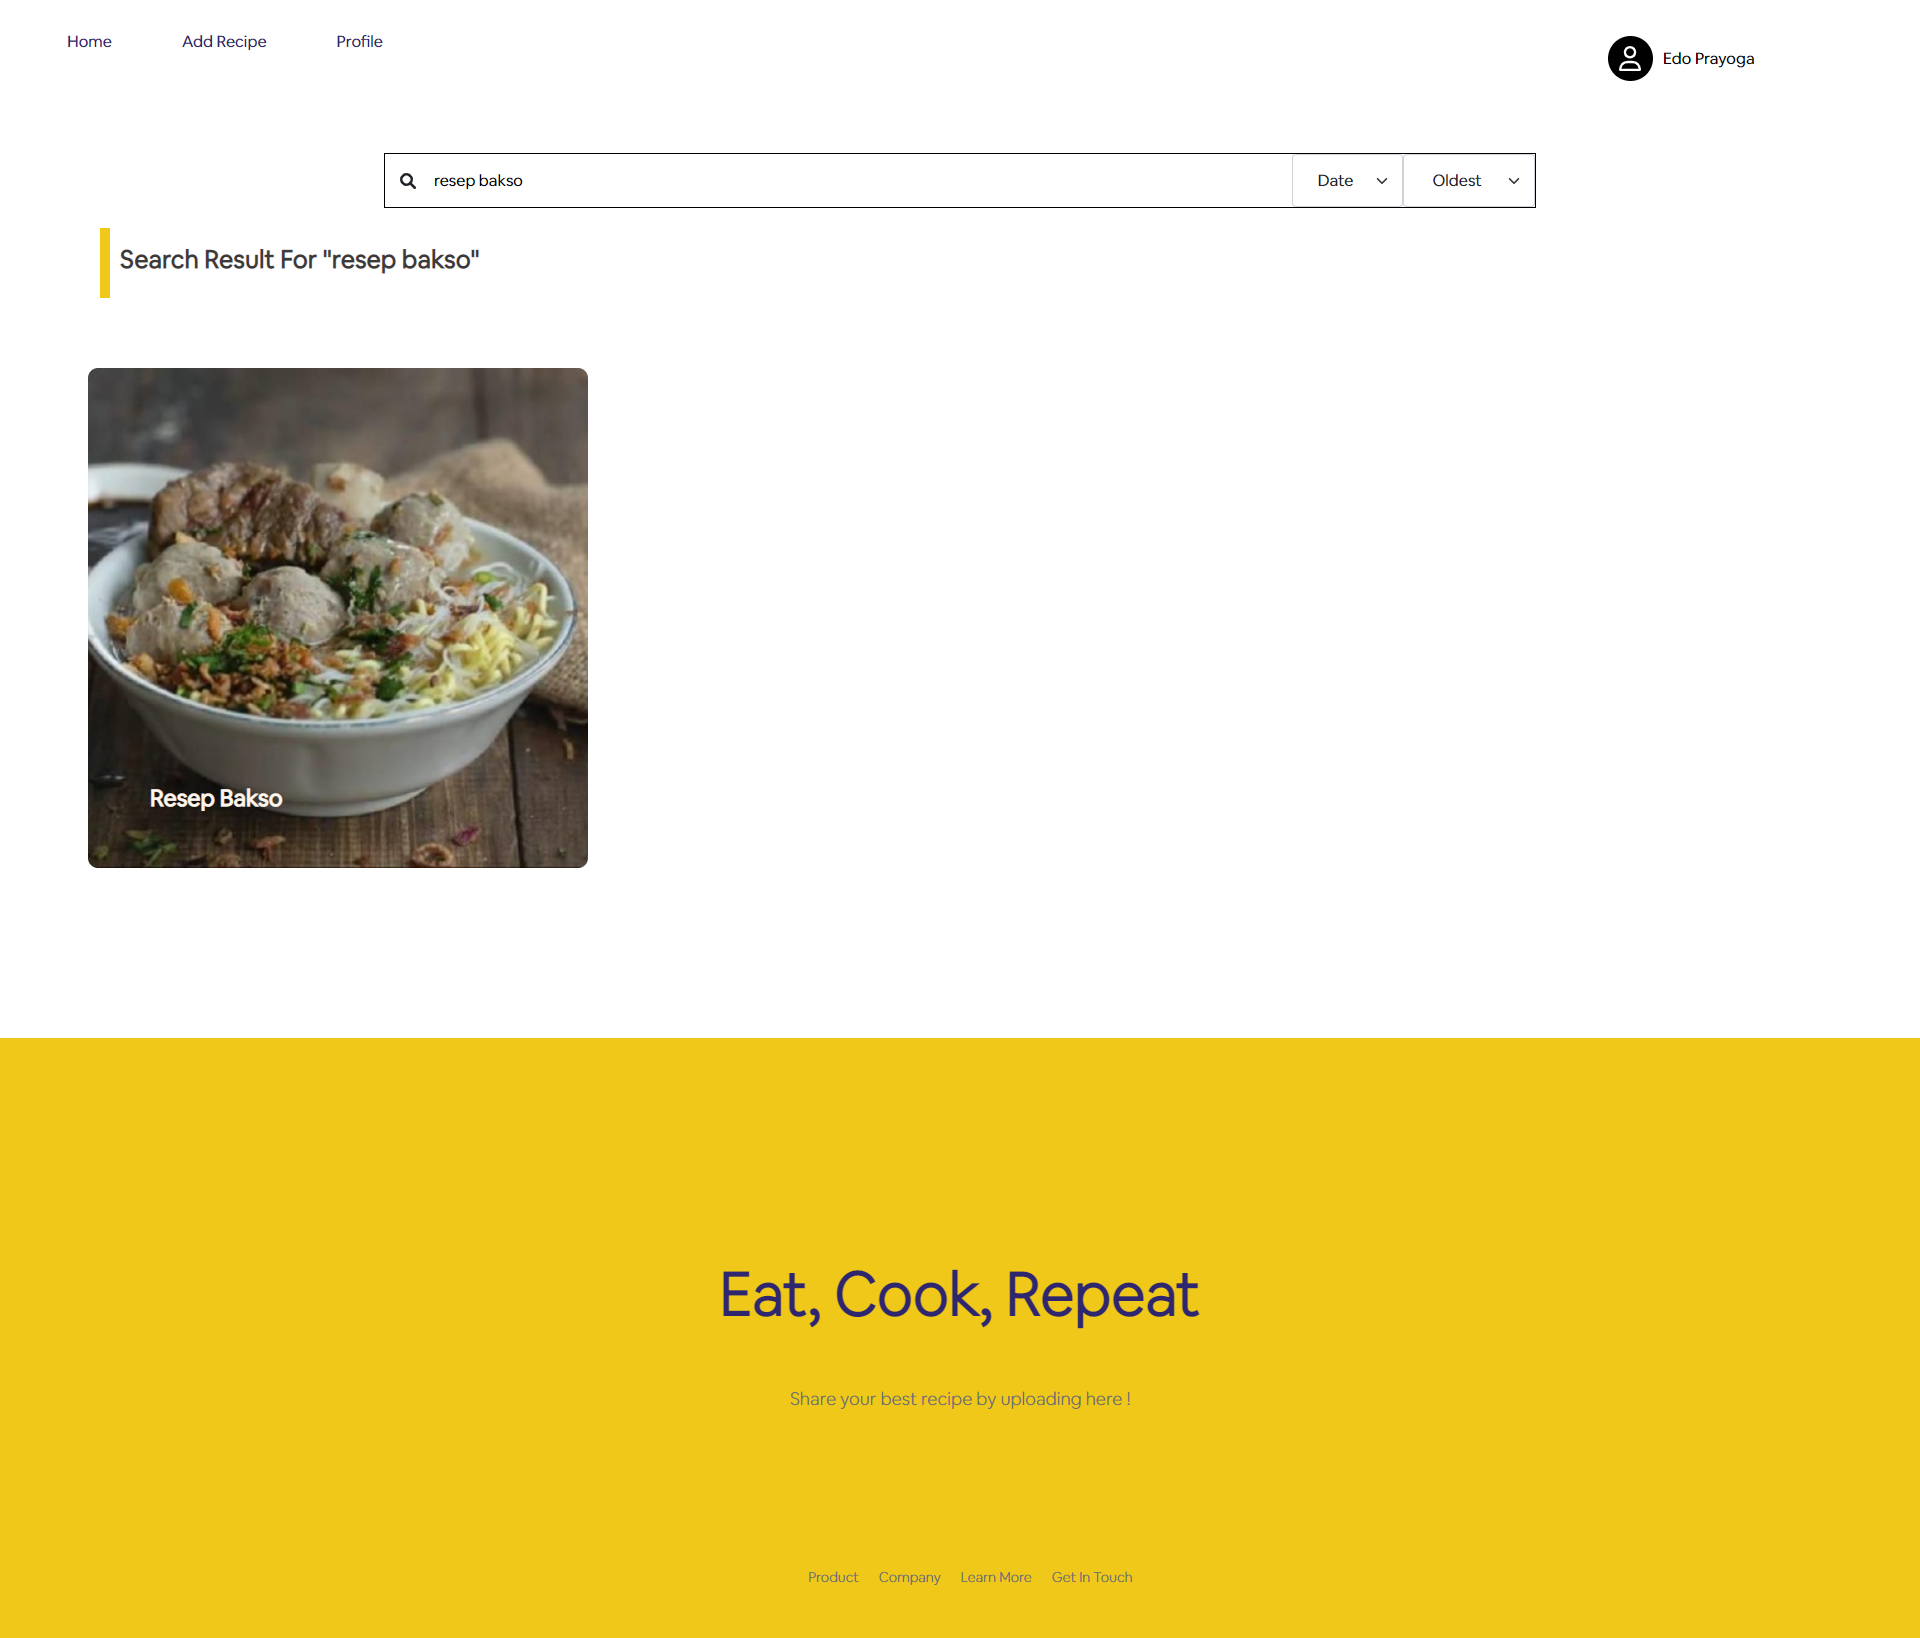 Home Add Recipe Profile
Edo Prayoga
resep bakso Date Oldest
Search Result For "resep bakso"
Resep Bakso
Eat, Cook, Repeat
Share your best recipe by uploading here !
Product Company Learn More Get In Touch